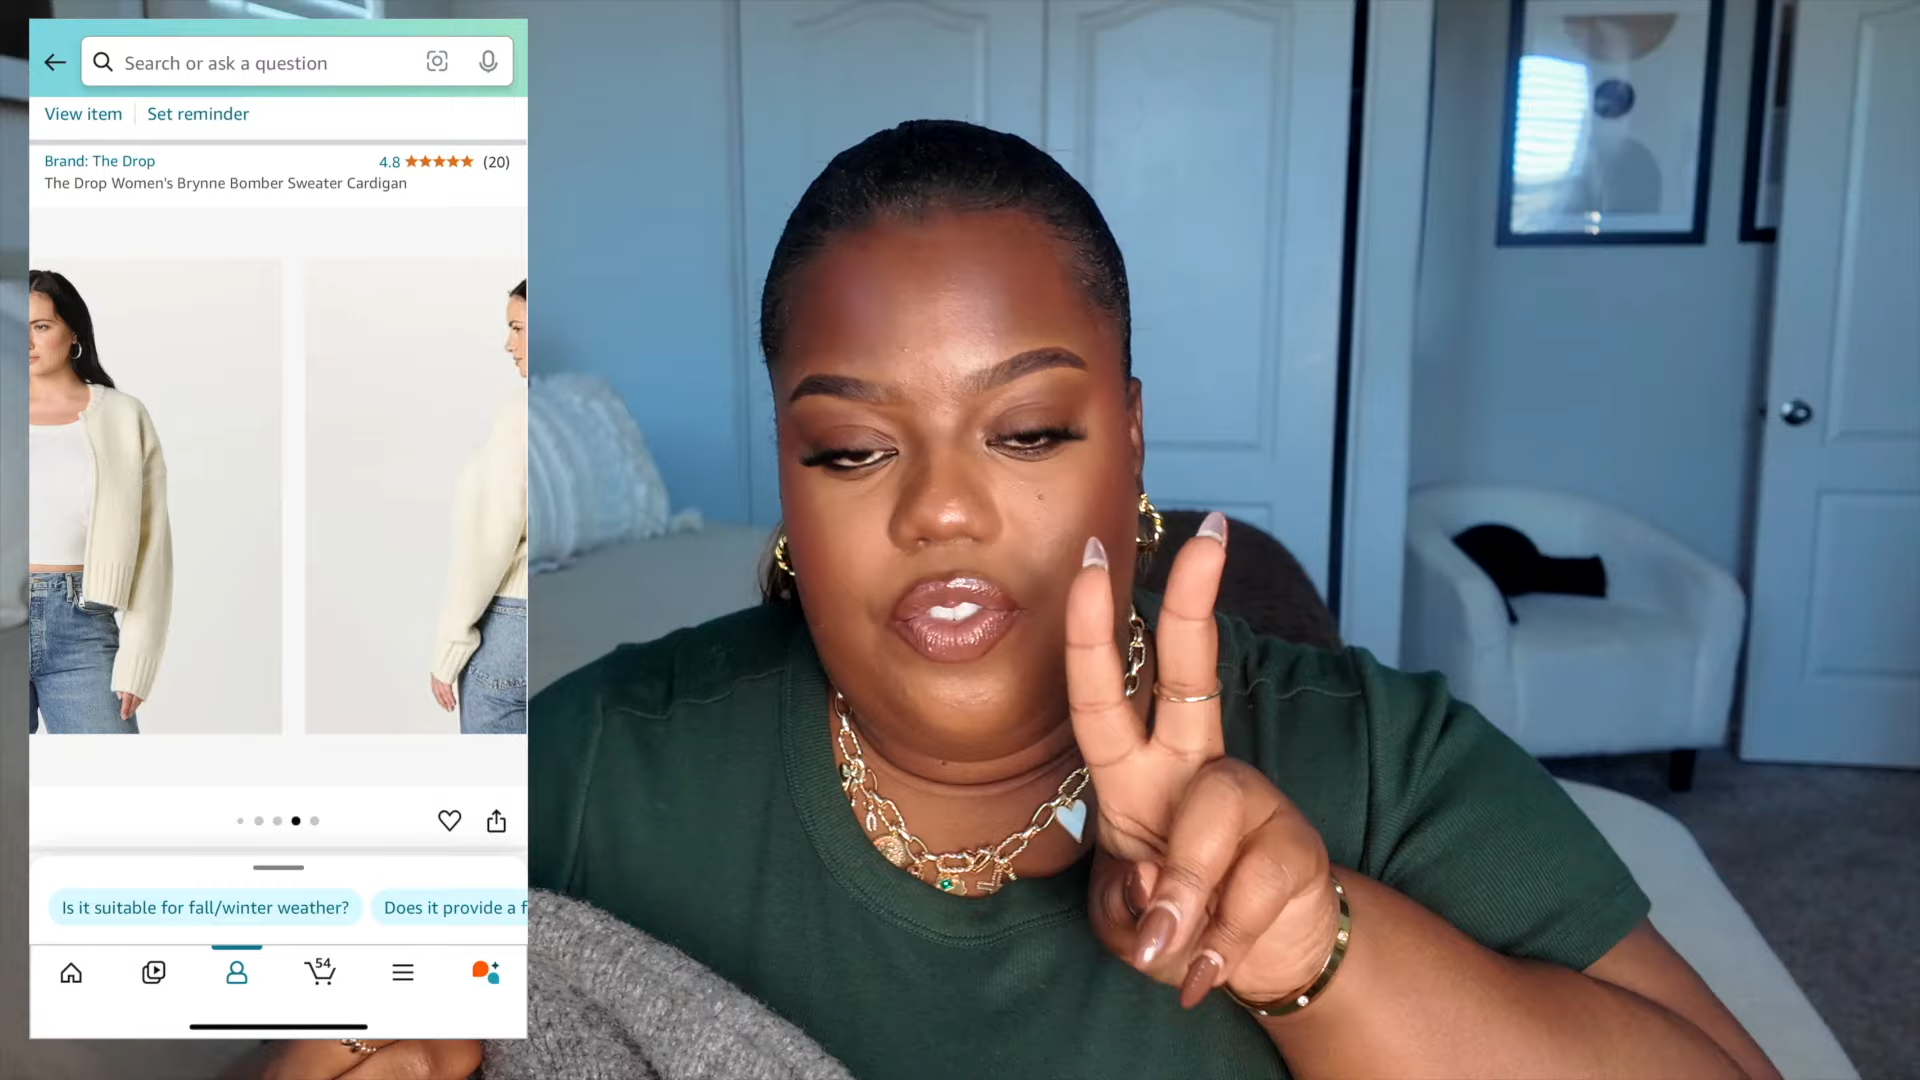 Search or ask a question
View item Set reminder
Brand: The Drop 4.8 (20)
The Drop Women's Brynne Bomber Sweater Cardigan
Is it suitable for fall/winter weather? Does it provide a f
54